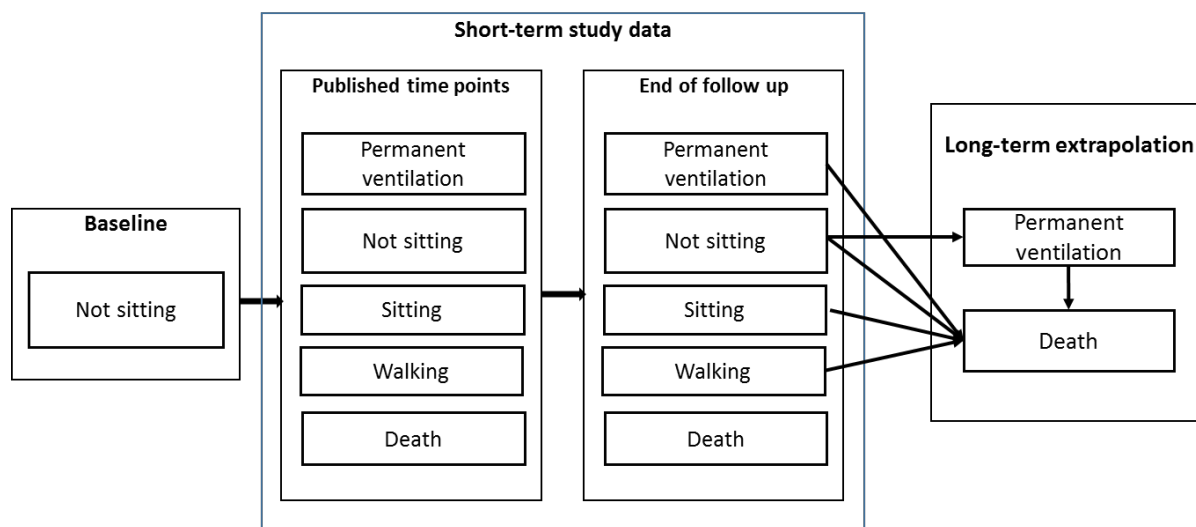 Short-term study data
Baseline
Not sitting
Published time points
Permanent
ventilation
Not sitting
Sitting
Walking
Death
End of follow up
Permanent
ventilation
Not sitting
Sitting
Walking
Death
Long-term extrapolation
Permanent
ventilation
Death